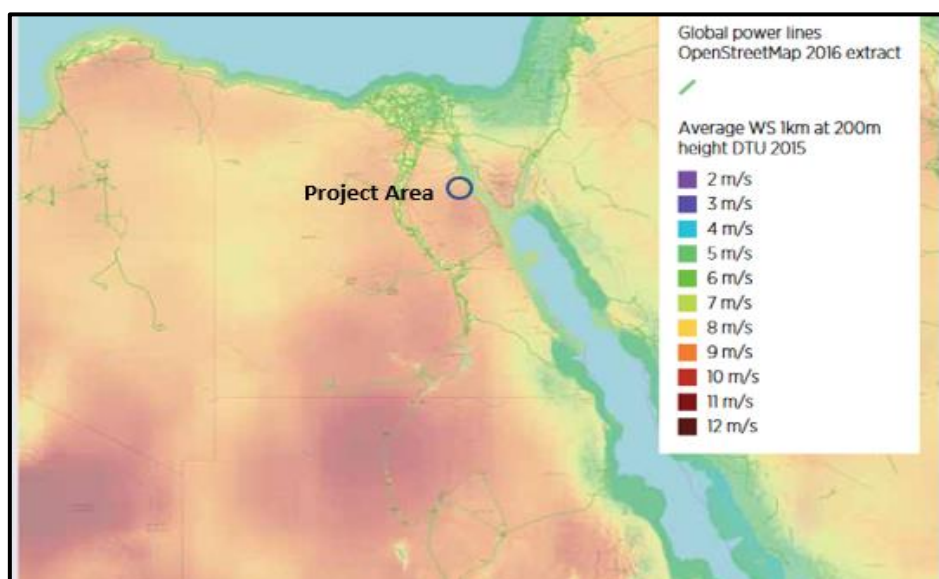 Global power lines
OpenStreetMap 2016 extract
Average WS 1km at 200m
height DTU 2015
Project Area
2 m/s
3 m/s
4 m/s
5 m/s
6 m/s
7 m/s
8 m/s
9 m/s
10 m/s
11 m/s
12 m/s